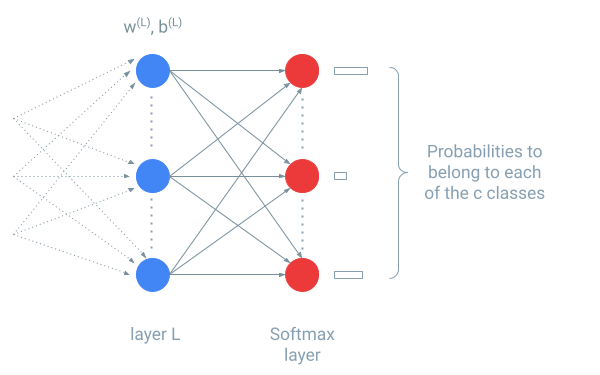 w(L), b(L)
Probabilities to
belong to each
of the c classes
layer L
Softmax
layer